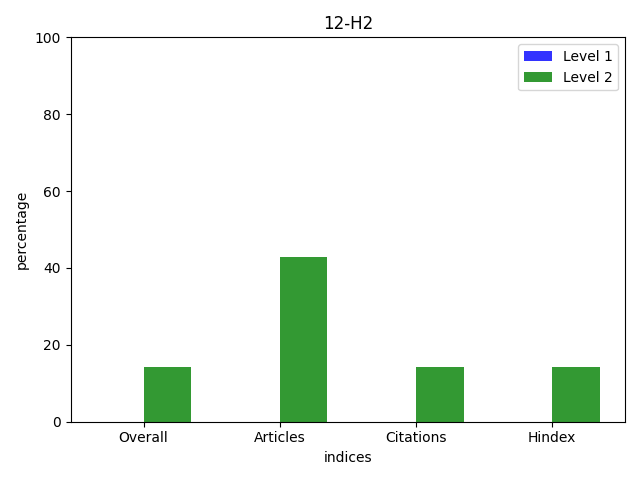 12-H2
100
80
60
40
20
0
percentage
Level 1
Level 2
Overall Articles Citations Hindex
indices